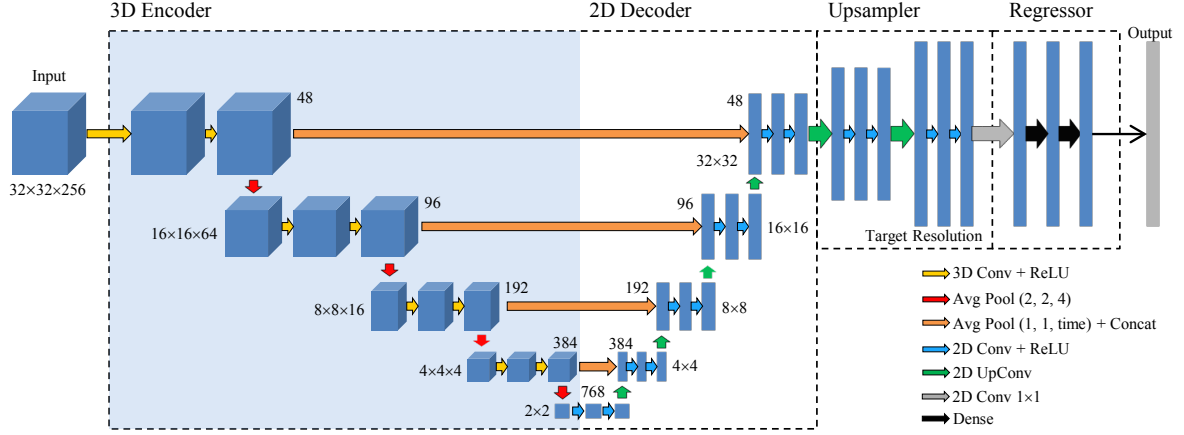 3D Encoder
2D Decoder
Upsampler
Regressor
Output
Input
48
48
32×32×256
32×32
96
96
16×16×64
16×16
Target Resolution
192
192
8×8×16
8×8
384
384
4×4×4
4×4
768
2×2
3D Conv + ReLU
Avg Pool (2, 2, 4)
Avg Pool (1, 1, time) + Concat
2D Conv + ReLU
2D UpConv
2D Conv 1×1
Dense